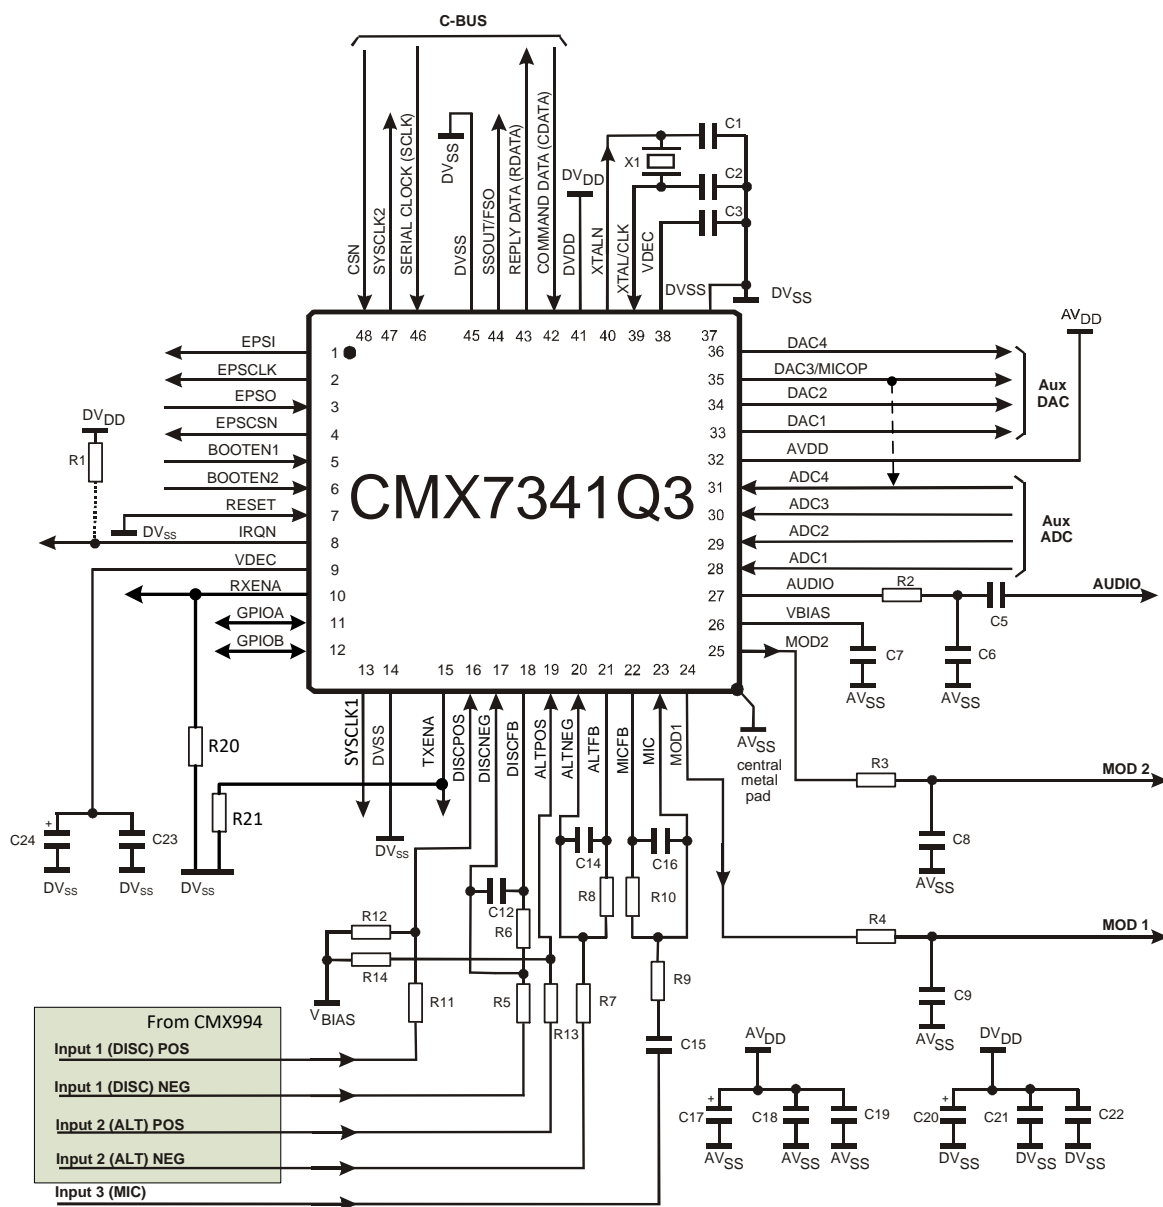 C-BUS
CSN
SYSCLK2
SERIAL CLOCK (SCLK)
DVSS
DVSS
SSOUT/FSO
REPLY DATA (RDATA)
COMMAND DATA (CDATA)
DVDD
DVDD
XTALN
XTAL/CLK
VDEC
DVSS
DVSS
X1
C1
C2
C3
48 47 46 45 44 43 42 41 40 39 38 37
AVDD
EPSI
1
EPSCLK
2
EPSO
3
EPSCSN
4
BOOTEN1
5
BOOTEN2
6
RESET
7
DVSS
IRQN
8
VDEC
9
RXENA
10
GPIOA
11
GPIOB
12
DVDD
R1
CMX7341Q3
36
DAC4
35
DAC3/MICOP
34
DAC2
33
DAC1
Aux
DAC
32
AVDD
31
ADC4
30
ADC3
29
ADC2
28
ADC1
Aux
ADC
27
AUDIO
R2
C5
AUDIO
26
VBIAS
C7
AVSS
C6
AVSS
25
MOD2
13 14 15 16 17 18 19 20 21 22 23 24
SYSCLK1
DVSS
TXENA
DISCPOS
DISCNEG
DISCFB
ALTPOS
ALTNEG
ALTFB
MICFB
MIC
MOD1
AVSS
central
metal
pad
R20
R21
R3
MOD 2
C8
AVSS
C24
+
C23
DVSS
DVSS
DVSS
DVSS
C14
C16
C12
R8
R10
R12
R6
R14
R4
MOD 1
VBIAS
R11
R5
R13
R7
R9
C9
AVSS
C15
From CMX994
Input 1 (DISC) POS
Input 1 (DISC) NEG
Input 2 (ALT) POS
Input 2 (ALT) NEG
Input 3 (MIC)
AVDD
+
C17
C18
C19
AVSS
AVSS
AVSS
DVDD
+
C20
C21
C22
DVSS
DVSS
DVSS